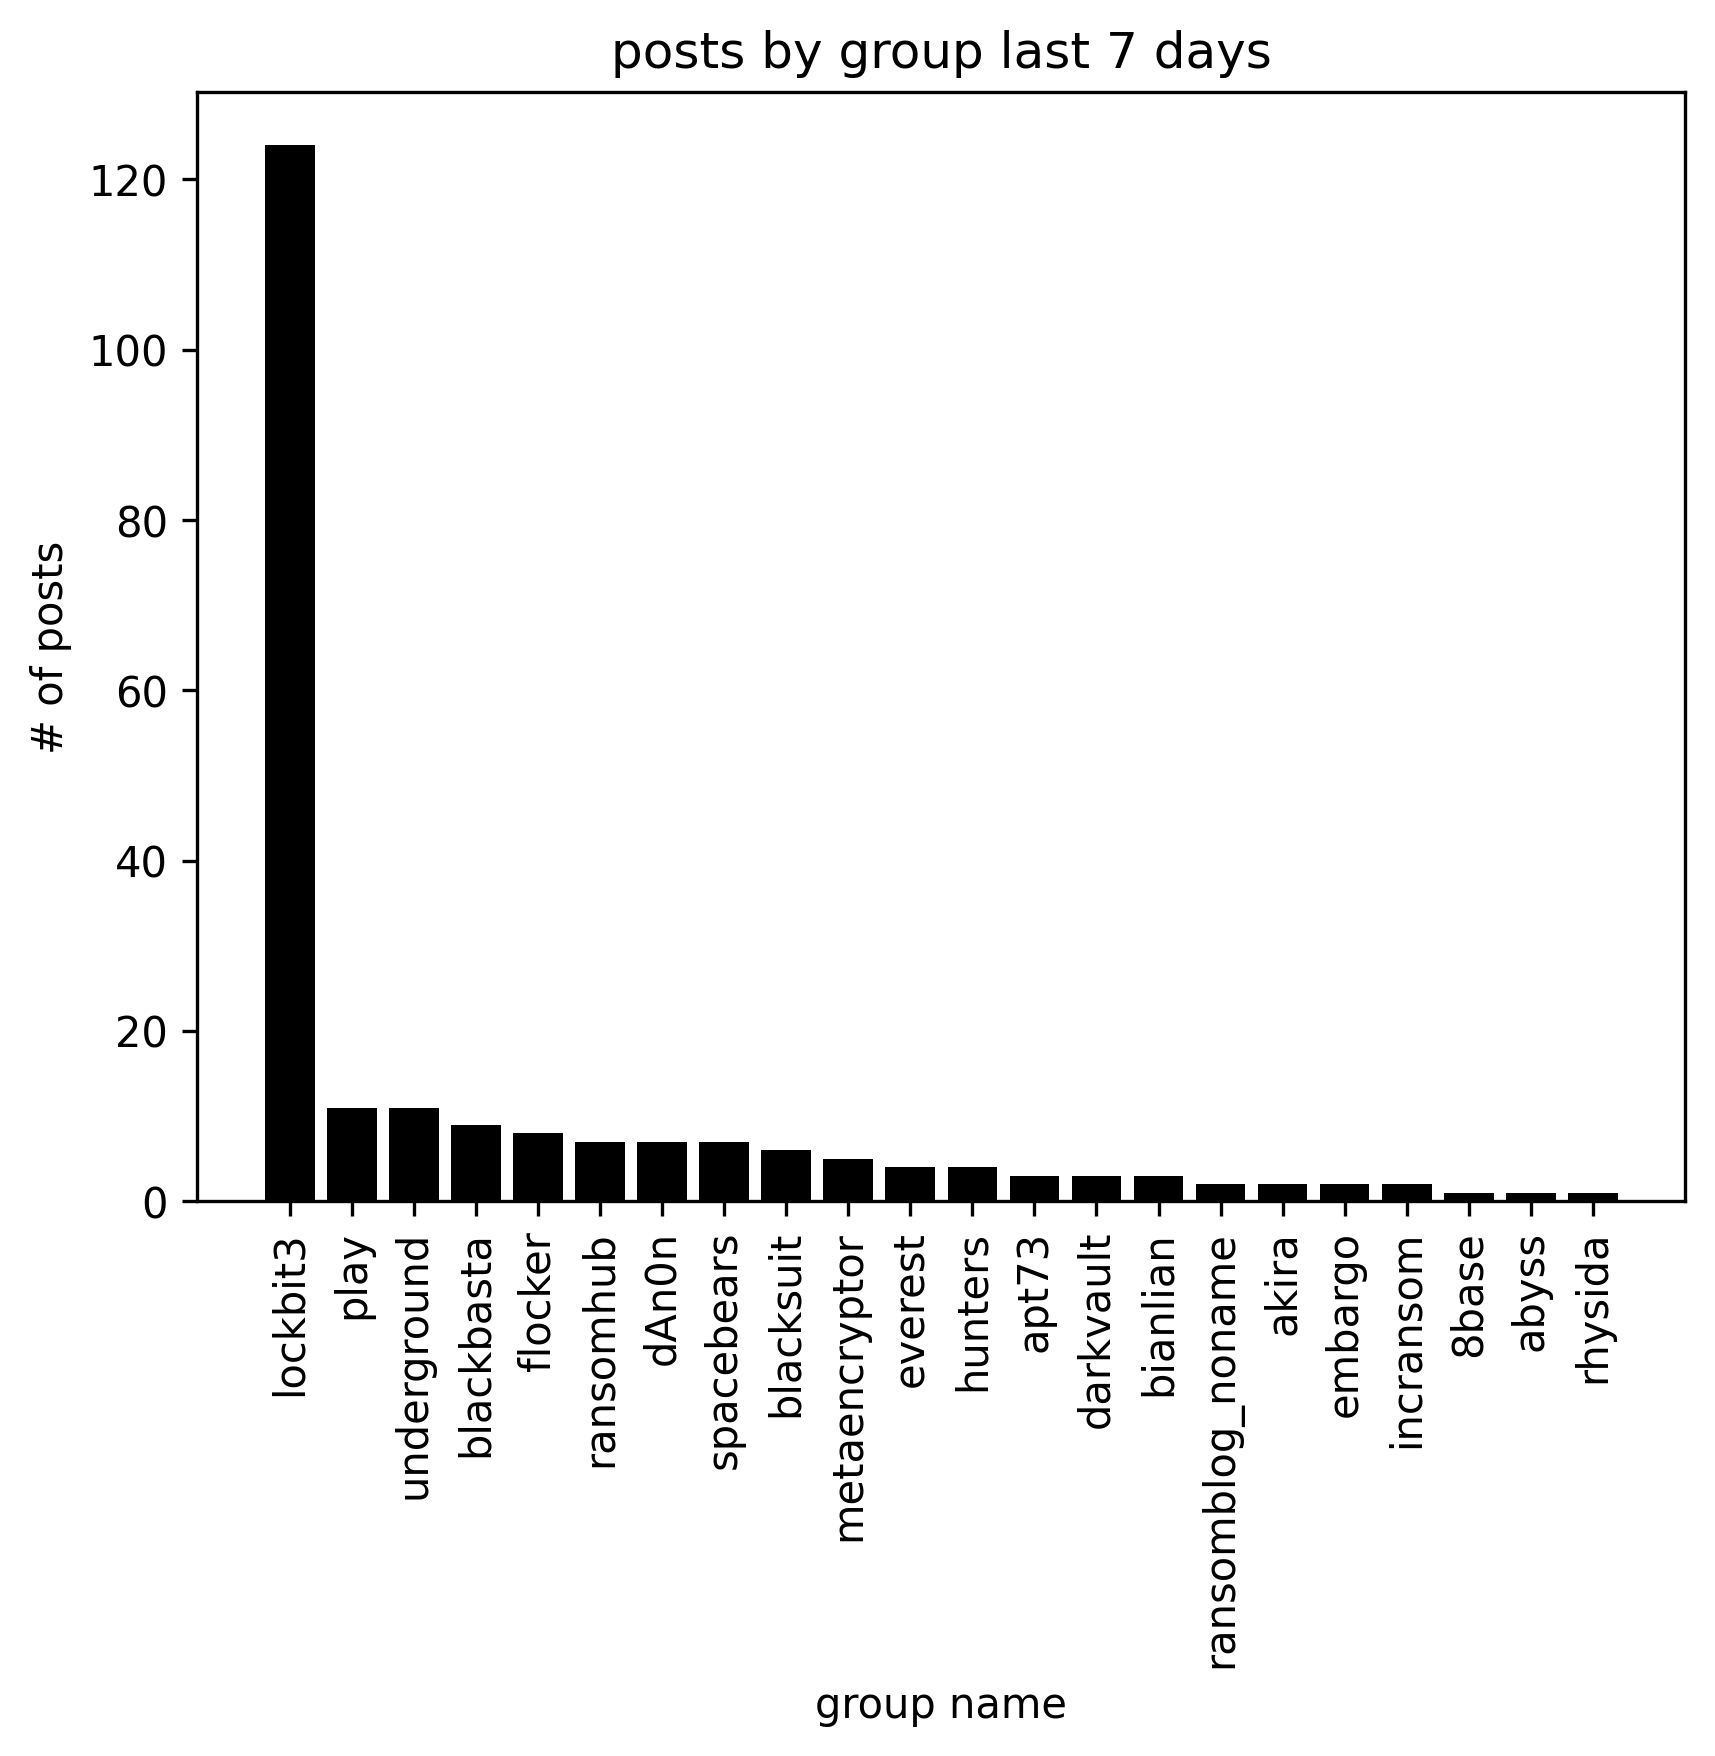 posts by group last 7 days
# of posts
120
100
80
60
40
20
0
lockbit3
play
underground
blackbasta
flocker
ransomhub
dAn0n
spacebears
blacksuit
metaencryptor
everest
hunters
apt73
darkvault
bianlian
ransomblog_noname
akira
embargo
incransom
8base
abyss
rhysida
group name